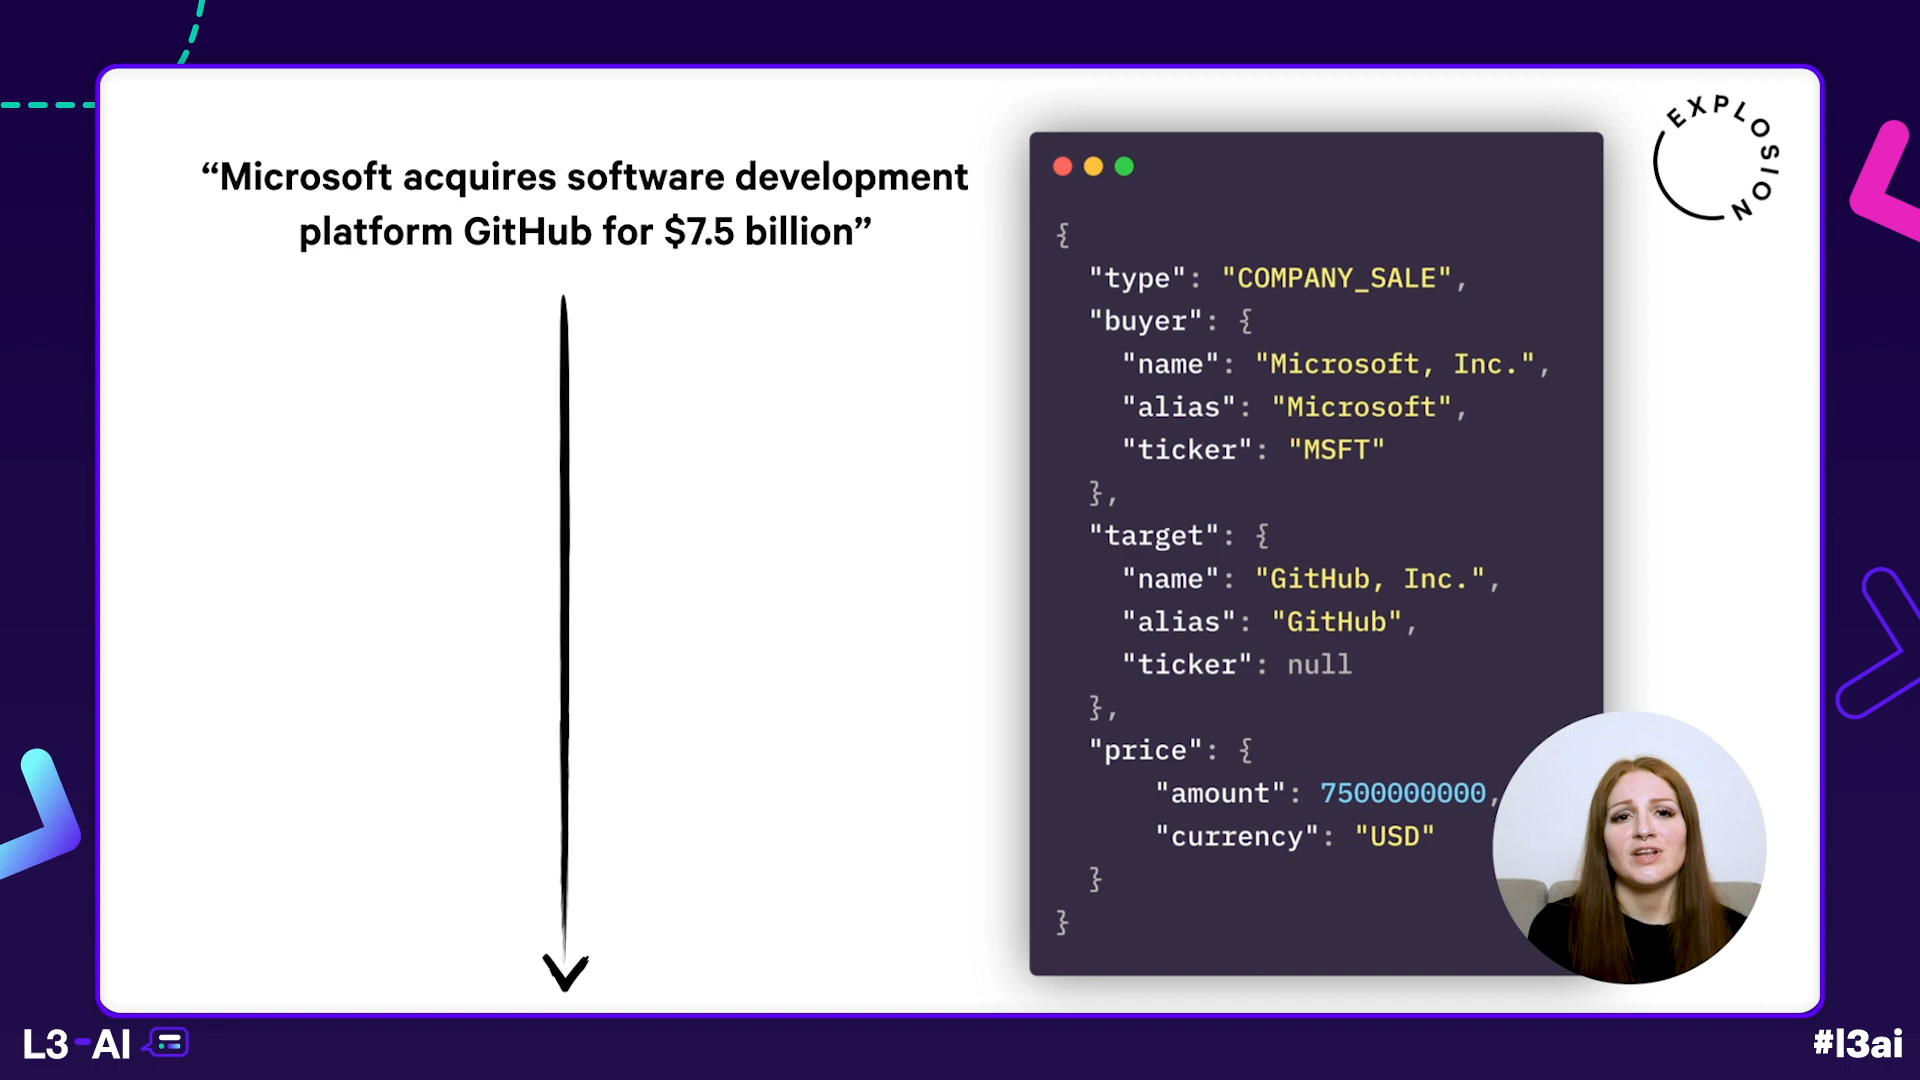 “Microsoft acquires software development
platform GitHub for $7.5 billion”
{
  "type": "COMPANY_SALE",
  "buyer": {
    "name": "Microsoft, Inc.",
    "alias": "Microsoft",
    "ticker": "MSFT"
  },
  "target": {
    "name": "GitHub, Inc.",
    "alias": "GitHub",
    "ticker": null
  },
  "price": {
      "amount": 7500000000,
      "currency": "USD"
  }
}
EXPLOSION
L3-AI
#l3ai